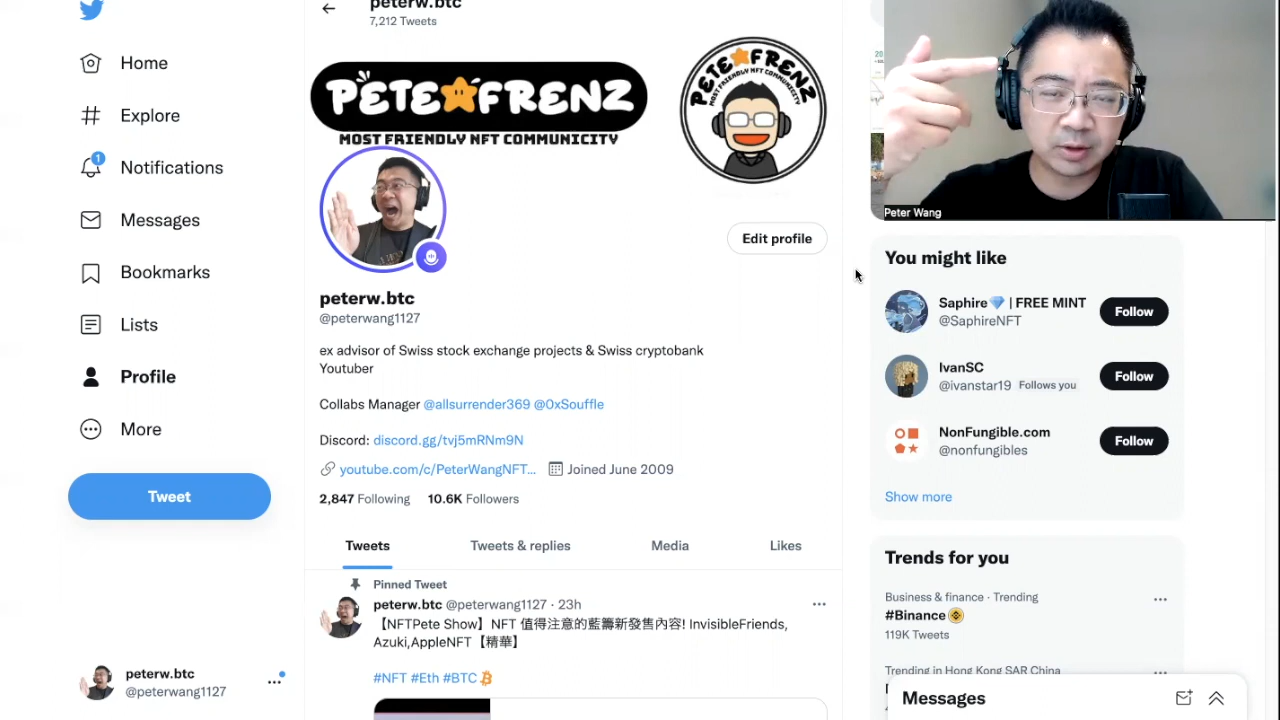 peterw.btc
7,212 Tweets
Home
Explore
1
Notifications
Messages
Bookmarks
Lists
Profile
More
Tweet
peterw.btc
@peterwang1127
PETE FRENZ
MOST FRIENDLY NFT COMMUNICITY
PETE FRENZ
MOST FRIENDLY NFT COMMUNICITY
Edit profile
peterw.btc
@peterwang1127
ex advisor of Swiss stock exchange projects & Swiss cryptobank
Youtuber
Collabs Manager @allsurrender369 @0xSouffle
Discord: discord.gg/tvj5mRNm9N
youtube.com/c/PeterWangNFT... Joined June 2009
2,847 Following 10.6K Followers
Tweets Tweets & replies Media Likes
Pinned Tweet
peterw.btc @peterwang1127 · 23h
【NFTPete Show】NFT 值得注意的藍籌新發售內容! InvisibleFriends,
Azuki,AppleNFT【精華】
#NFT #Eth #BTC
Peter Wang
You might like
Saphire💎 | FREE MINT
@SaphireNFT
Follow
IvanSC
@ivanstar19 Follows you
Follow
NonFungible.com
@nonfungibles
Follow
Show more
Trends for you
Business & finance · Trending
#Binance
119K Tweets
Trending in Hong Kong SAR China
Messages